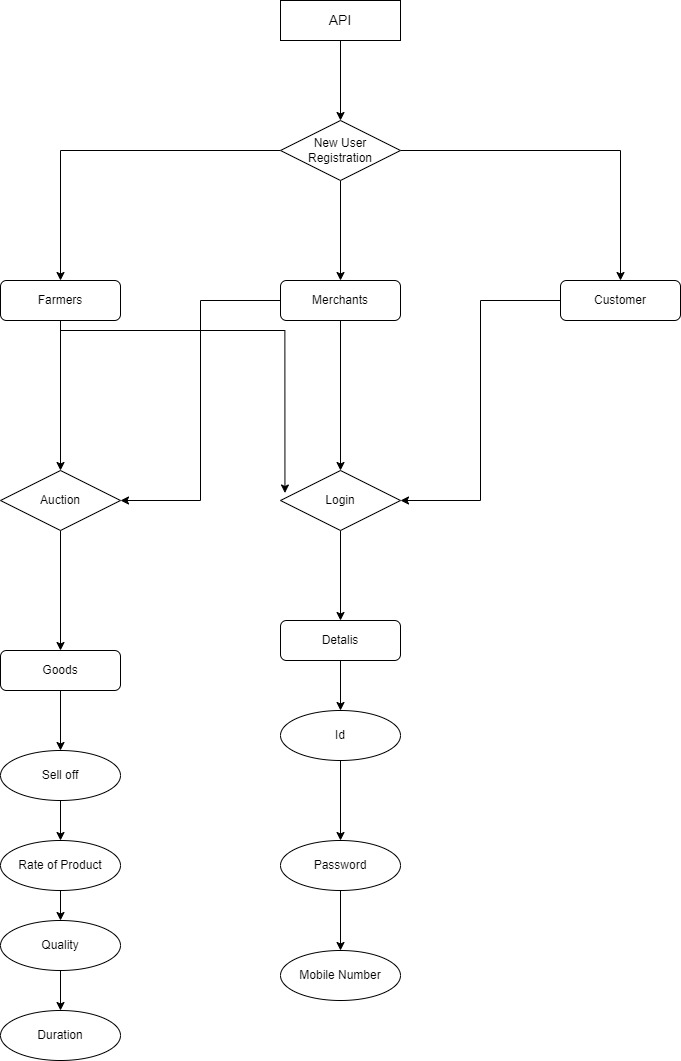 API
New User
Registration
Farmers
Merchants
Customer
Auction
Login
Detalis
Goods
Id
Sell off
Rate of Product
Password
Quality
Mobile Number
Duration